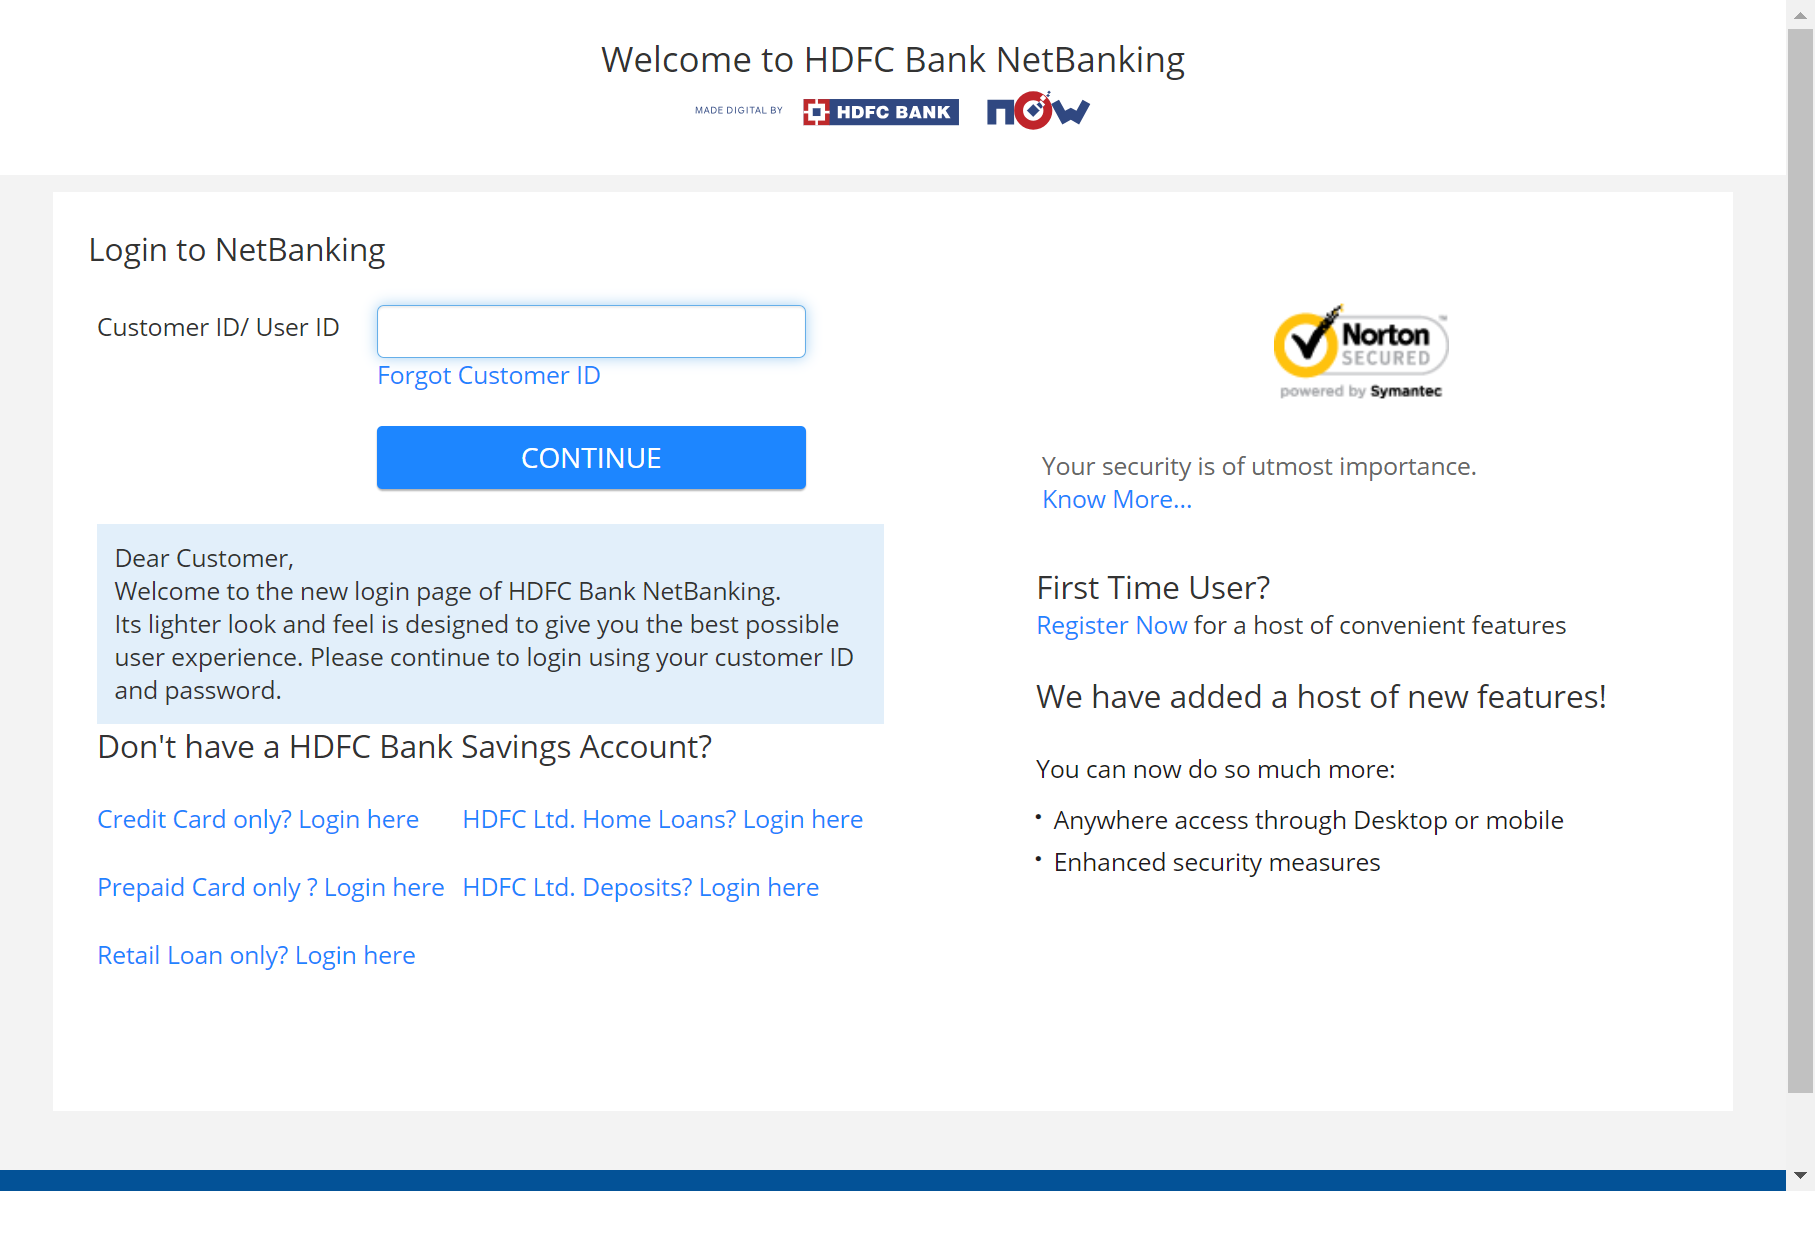 Welcome to HDFC Bank NetBanking
MADE DIGITAL BY HDFC BANK now
Login to NetBanking
Customer ID/ User ID
Forgot Customer ID
CONTINUE
Dear Customer,
Welcome to the new login page of HDFC Bank NetBanking.
Its lighter look and feel is designed to give you the best possible
user experience. Please continue to login using your customer ID
and password.
Don't have a HDFC Bank Savings Account?
Credit Card only? Login here HDFC Ltd. Home Loans? Login here
Prepaid Card only ? Login here HDFC Ltd. Deposits? Login here
Retail Loan only? Login here
Norton™
SECURED
powered by Symantec
Your security is of utmost importance.
Know More...
First Time User?
Register Now for a host of convenient features
We have added a host of new features!
You can now do so much more:
• Anywhere access through Desktop or mobile
• Enhanced security measures